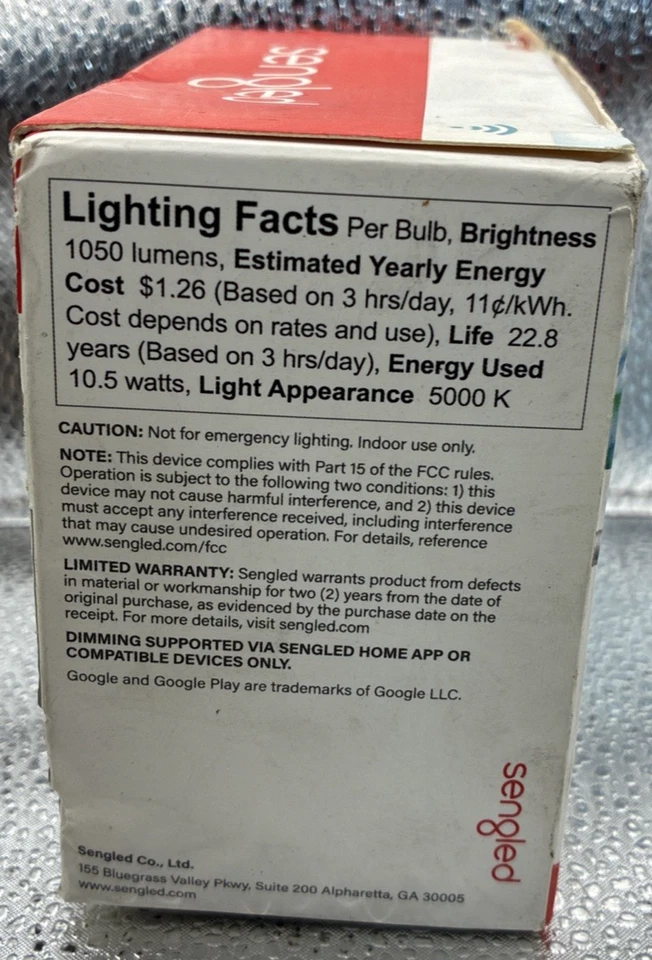 sengled
Lighting Facts Per Bulb, Brightness
1050 lumens, Estimated Yearly Energy
Cost $1.26 (Based on 3 hrs/day, 11¢/kWh.
Cost depends on rates and use), Life 22.8
years (Based on 3 hrs/day), Energy Used
10.5 watts, Light Appearance 5000 K
CAUTION: Not for emergency lighting. Indoor use only.
NOTE: This device complies with Part 15 of the FCC rules.
Operation is subject to the following two conditions: 1) this
device may not cause harmful interference, and 2) this device
must accept any interference received, including interference
that may cause undesired operation. For details, reference
www.sengled.com/fcc
LIMITED WARRANTY: Sengled warrants product from defects
in material or workmanship for two (2) years from the date of
original purchase, as evidenced by the purchase date on the
receipt. For more details, visit sengled.com
DIMMING SUPPORTED VIA SENGLED HOME APP OR
COMPATIBLE DEVICES ONLY.
Google and Google Play are trademarks of Google LLC.
sengled
Sengled Co., Ltd.
155 Bluegrass Valley Pkwy, Suite 200 Alpharetta, GA 30005
www.sengled.com